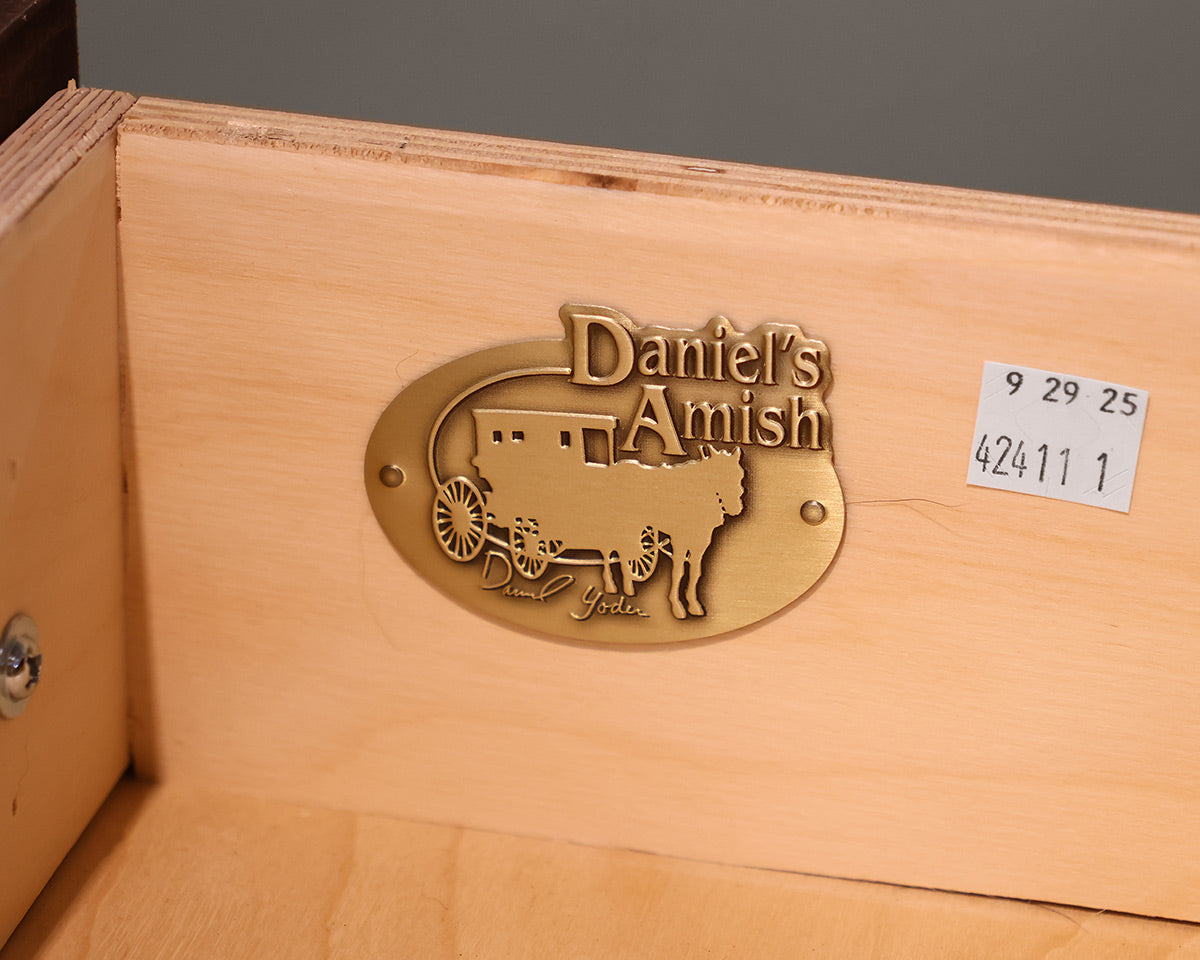 Daniel's
Amish
Daniel Yoder
9 29 25
42411 1